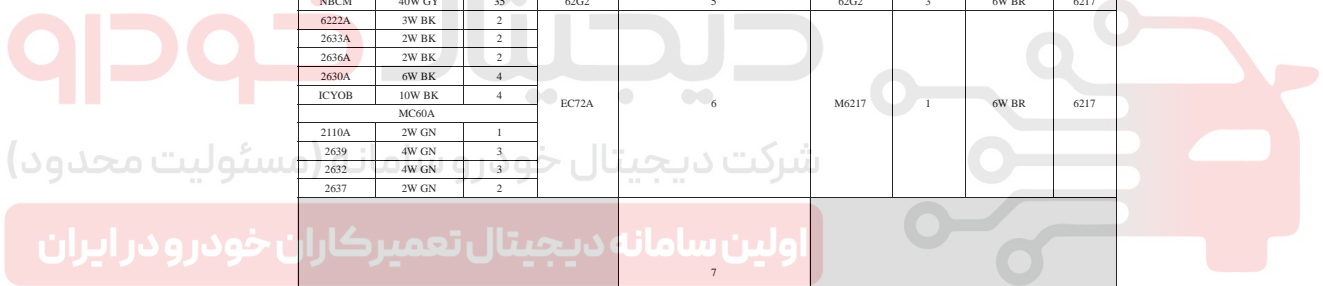 NBCM 40W GY 35 62G2 5 62G2 3 6W BR 6217
6222A 3W BK 2
2633A 2W BK 2
2636A 2W BK 2
2630A 6W BK 4
ICYOB 10W BK 4
EC72A 6 M6217 1 6W BR 6217
MC60A
2110A 2W GN 1
2639 4W GN 3
2632 4W GN 3
2637 2W GN 2
7
دیجیتال خودرو
شرکت دیجیتال خودرو سامانه (مسئولیت محدود)
اولین سامانه دیجیتال تعمیرکاران خودرو در ایران